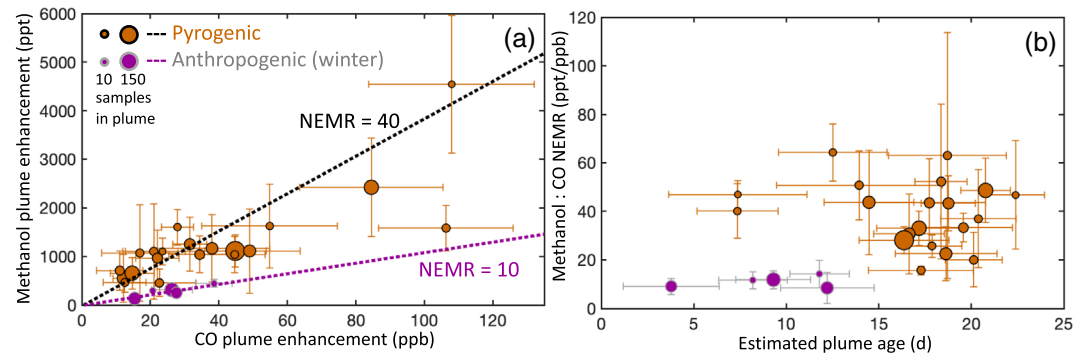 (a)
Pyrogenic
Anthropogenic (winter)
10 150
samples
in plume
NEMR = 40
NEMR = 10
Methanol plume enhancement (ppt)
6000
5000
4000
3000
2000
1000
0
0 20 40 60 80 100 120
CO plume enhancement (ppb)
(b)
Methanol : CO NEMR (ppt/ppb)
120
100
80
60
40
20
0
0 5 10 15 20 25
Estimated plume age (d)